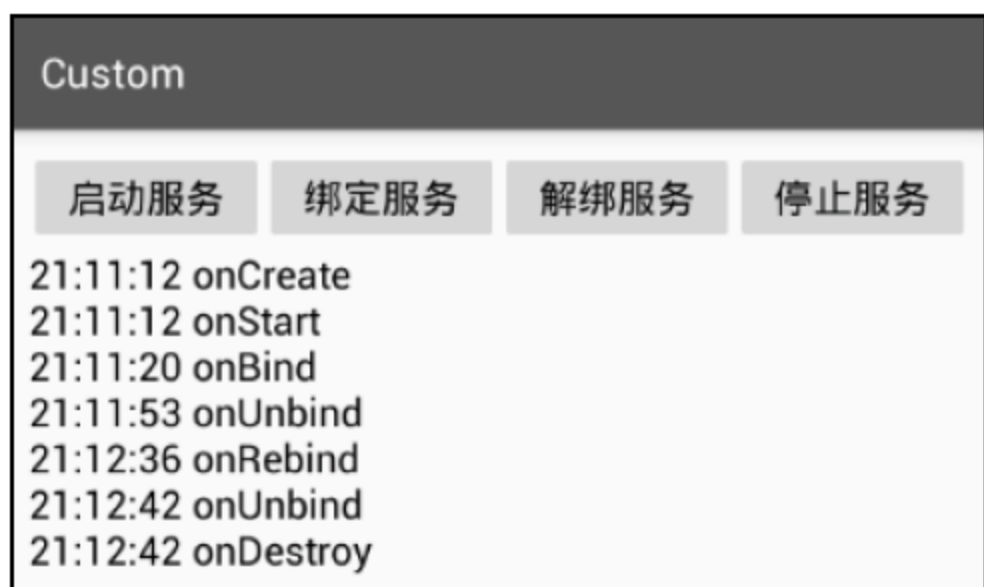 Custom
启动服务 绑定服务 解绑服务 停止服务
21:11:12 onCreate
21:11:12 onStart
21:11:20 onBind
21:11:53 onUnbind
21:12:36 onRebind
21:12:42 onUnbind
21:12:42 onDestroy